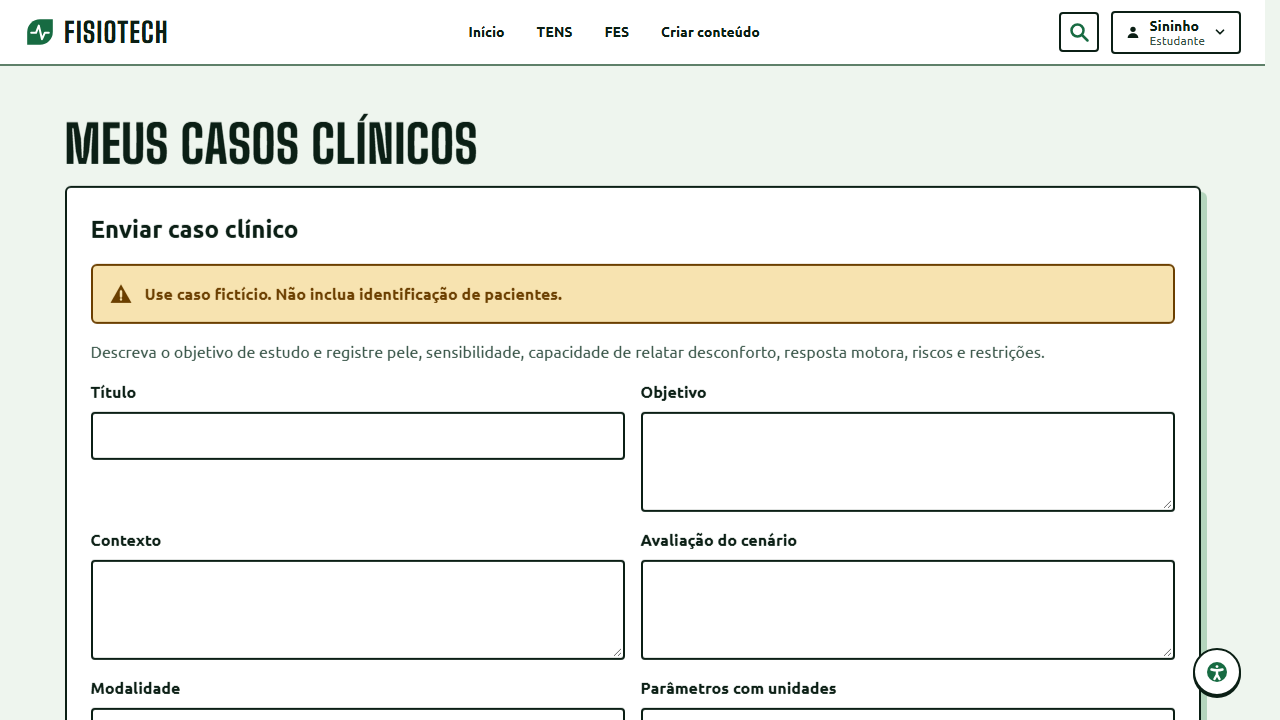 FISIOTECH
Início TENS FES Criar conteúdo
Sininho
Estudante
MEUS CASOS CLÍNICOS
Enviar caso clínico
Use caso fictício. Não inclua identificação de pacientes.
Descreva o objetivo de estudo e registre pele, sensibilidade, capacidade de relatar desconforto, resposta motora, riscos e restrições.
Título Objetivo
Contexto Avaliação do cenário
Modalidade Parâmetros com unidades